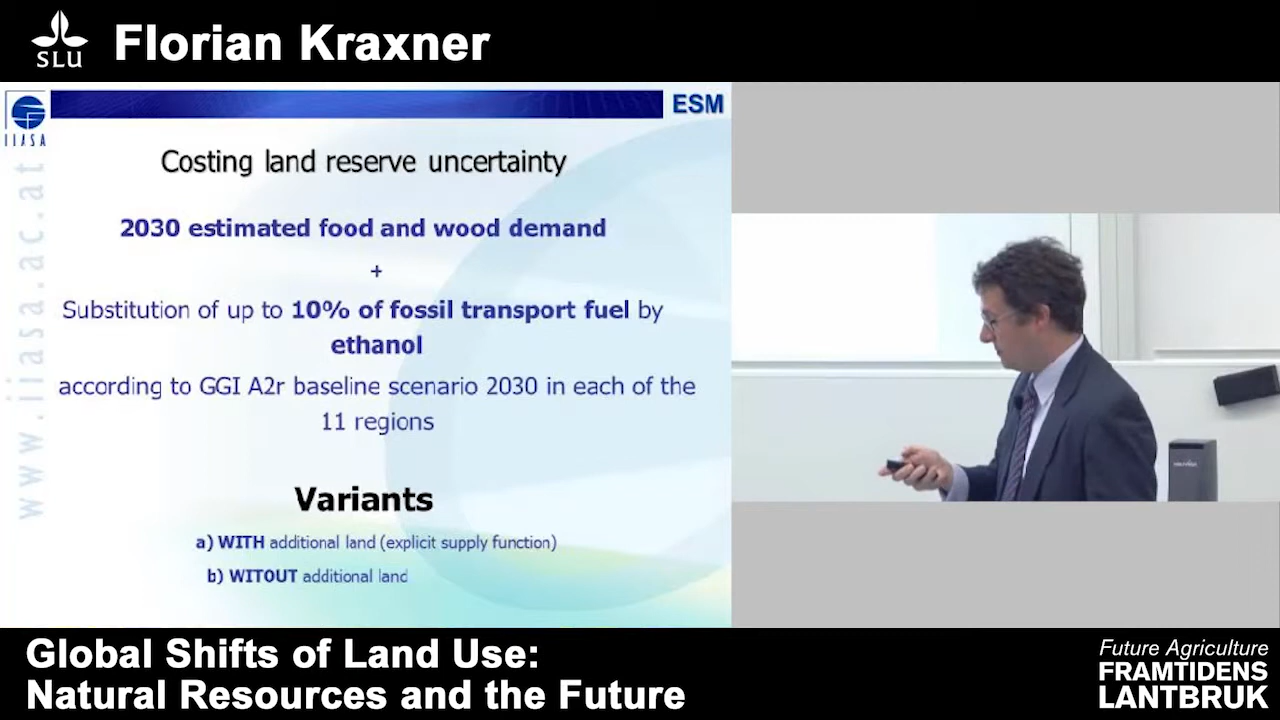 SLU
Florian Kraxner
IIASA
ESM
www.iiasa.ac.at
Costing land reserve uncertainty
2030 estimated food and wood demand
+
Substitution of up to 10% of fossil transport fuel by
ethanol
according to GGI A2r baseline scenario 2030 in each of the
11 regions
Variants
a) WITH additional land (explicit supply function)
b) WITOUT additional land
Global Shifts of Land Use:
Natural Resources and the Future
Future Agriculture
FRAMTIDENS
LANTBRUK